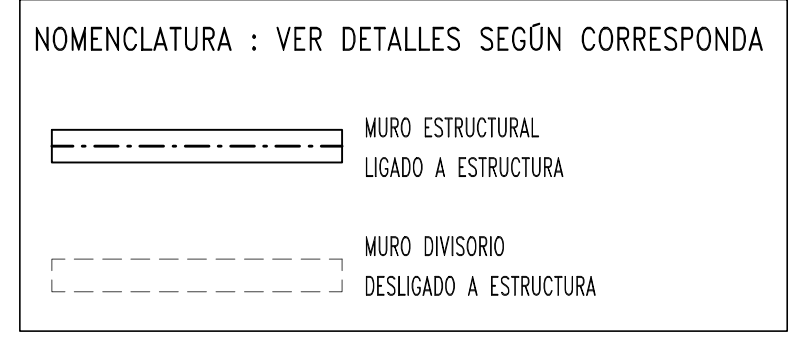 NOMENCLATURA : VER DETALLES SEGÚN CORRESPONDA
MURO ESTRUCTURAL
LIGADO A ESTRUCTURA
MURO DIVISORIO
DESLIGADO A ESTRUCTURA